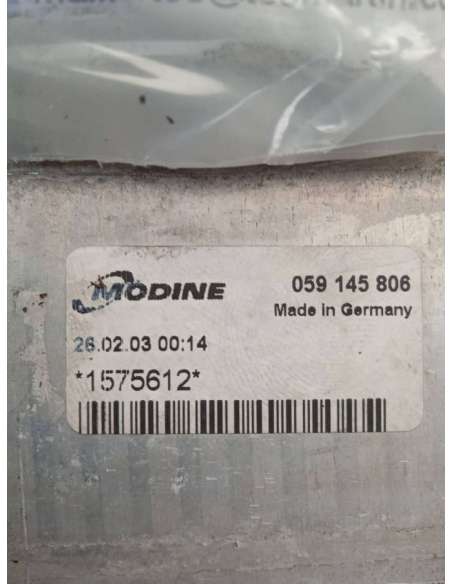 MODINE
059 145 806
Made in Germany
26.02.03 00:14
*1575612*